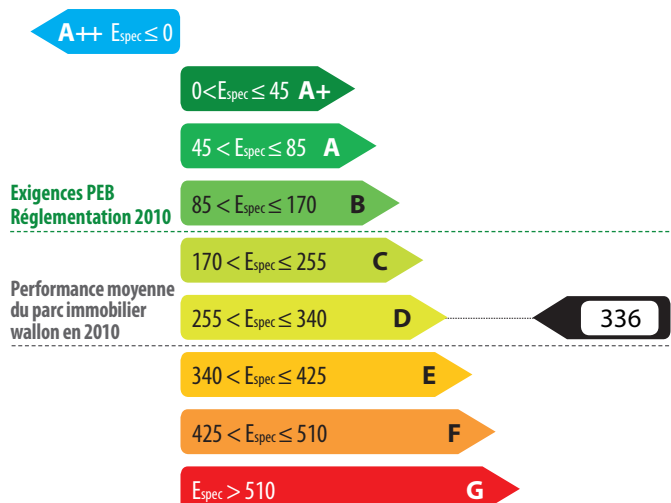 A++ Espec ≤ 0
0<Espec ≤ 45 A+
45 < Espec ≤ 85 A
Exigences PEB
Réglementation 2010
85 < Espec ≤ 170 B
170 < Espec ≤ 255 C
Performance moyenne
du parc immobilier
wallon en 2010
255 < Espec ≤ 340 D
336
340 < Espec ≤ 425 E
425 < Espec ≤ 510 F
Espec > 510 G